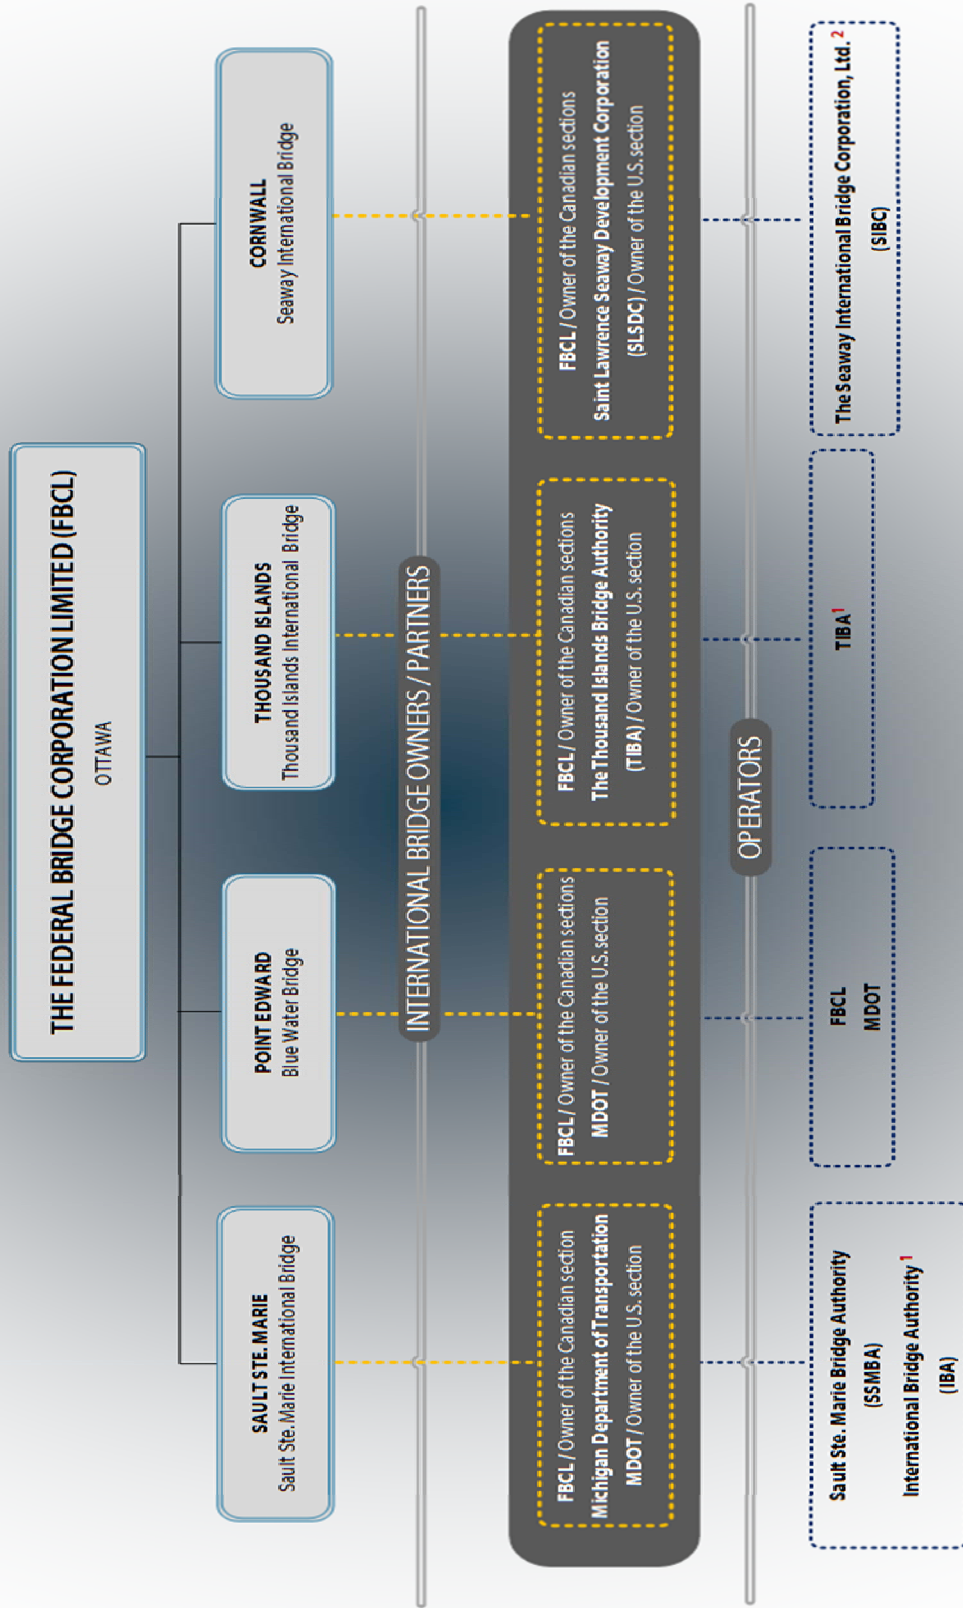 THE FEDERAL BRIDGE CORPORATION LIMITED (FBCL)
OTTAWA
SAULT STE. MARIE
Sault Ste. Marie International Bridge
POINT EDWARD
Blue Water Bridge
THOUSAND ISLANDS
Thousand Islands International Bridge
CORNWALL
Seaway International Bridge
INTERNATIONAL BRIDGE OWNERS / PARTNERS
FBCL / Owner of the Canadian section
Michigan Department of Transportation
MDOT / Owner of the U.S. section
FBCL / Owner of the Canadian sections
MDOT / Owner of the U.S. section
FBCL / Owner of the Canadian sections
The Thousand Islands Bridge Authority
(TIBA) / Owner of the U.S. section
FBCL / Owner of the Canadian sections
Saint Lawrence Seaway Development Corporation
(SLSDC) / Owner of the U.S. section
OPERATORS
Sault Ste. Marie Bridge Authority
(SSMBA)
International Bridge Authority 1
(IBA)
FBCL
MDOT
TIBA1
The Seaway International Bridge Corporation, Ltd. 2
(SIBC)